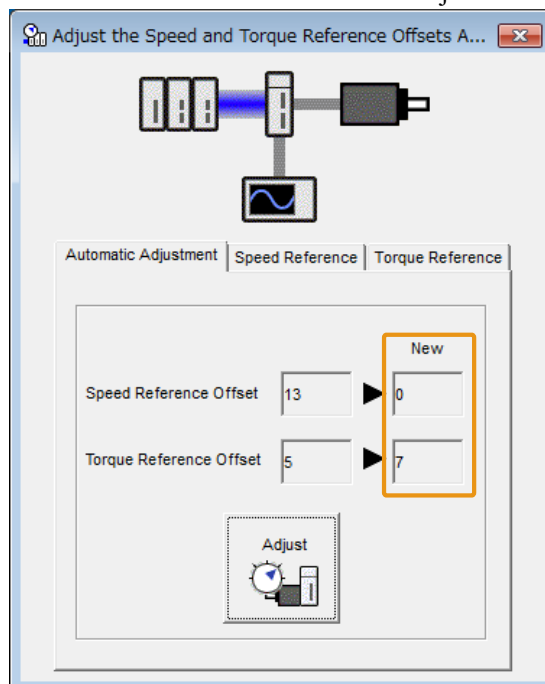 Adjust the Speed and Torque Reference Offsets A...
Automatic Adjustment Speed Reference Torque Reference
New
Speed Reference Offset 13 0
Torque Reference Offset 5 7
Adjust